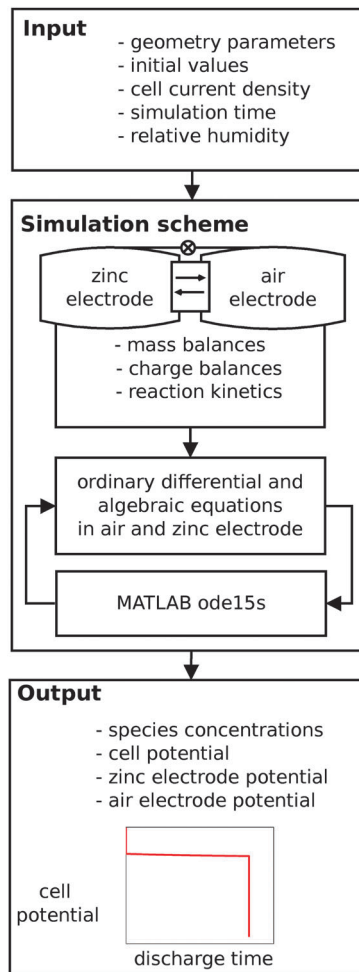 Input
- geometry parameters
- initial values
- cell current density
- simulation time
- relative humidity
Simulation scheme
zinc
electrode
air
electrode
- mass balances
- charge balances
- reaction kinetics
ordinary differential and
algebraic equations
in air and zinc electrode
MATLAB ode15s
Output
- species concentrations
- cell potential
- zinc electrode potential
- air electrode potential
cell
potential
discharge time